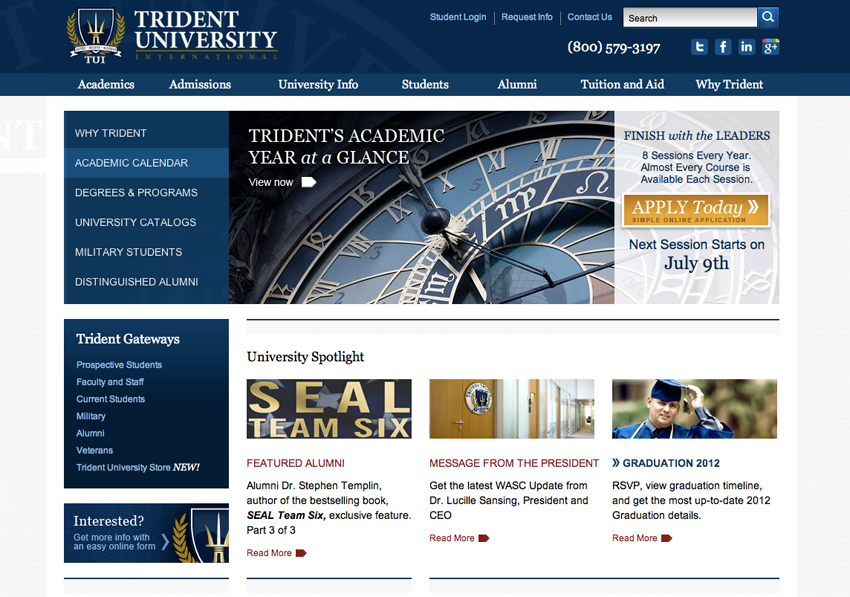 TRIDENT
UNIVERSITY
INTERNATIONAL
TUI
Student Login
Request Info
Contact Us
Search
(800) 579-3197
Academics
Admissions
University Info
Students
Alumni
Tuition and Aid
Why Trident
WHY TRIDENT
ACADEMIC CALENDAR
DEGREES & PROGRAMS
UNIVERSITY CATALOGS
MILITARY STUDENTS
DISTINGUISHED ALUMNI
TRIDENT'S ACADEMIC
YEAR at a GLANCE
View now
FINISH with the LEADERS
8 Sessions Every Year.
Almost Every Course is
Available Each Session.
APPLY Today »
SIMPLE ONLINE APPLICATION
Next Session Starts on
July 9th
Trident Gateways
Prospective Students
Faculty and Staff
Current Students
Military
Alumni
Veterans
Trident University Store NEW!
Interested?
Get more info with
an easy online form
University Spotlight
SEAL
TEAM SIX
FEATURED ALUMNI
Alumni Dr. Stephen Templin,
author of the bestselling book,
SEAL Team Six, exclusive feature.
Part 3 of 3
Read More
MESSAGE FROM THE PRESIDENT
Get the latest WASC Update from
Dr. Lucille Sansing, President and
CEO
Read More
» GRADUATION 2012
RSVP, view graduation timeline,
and get the most up-to-date 2012
Graduation details.
Read More